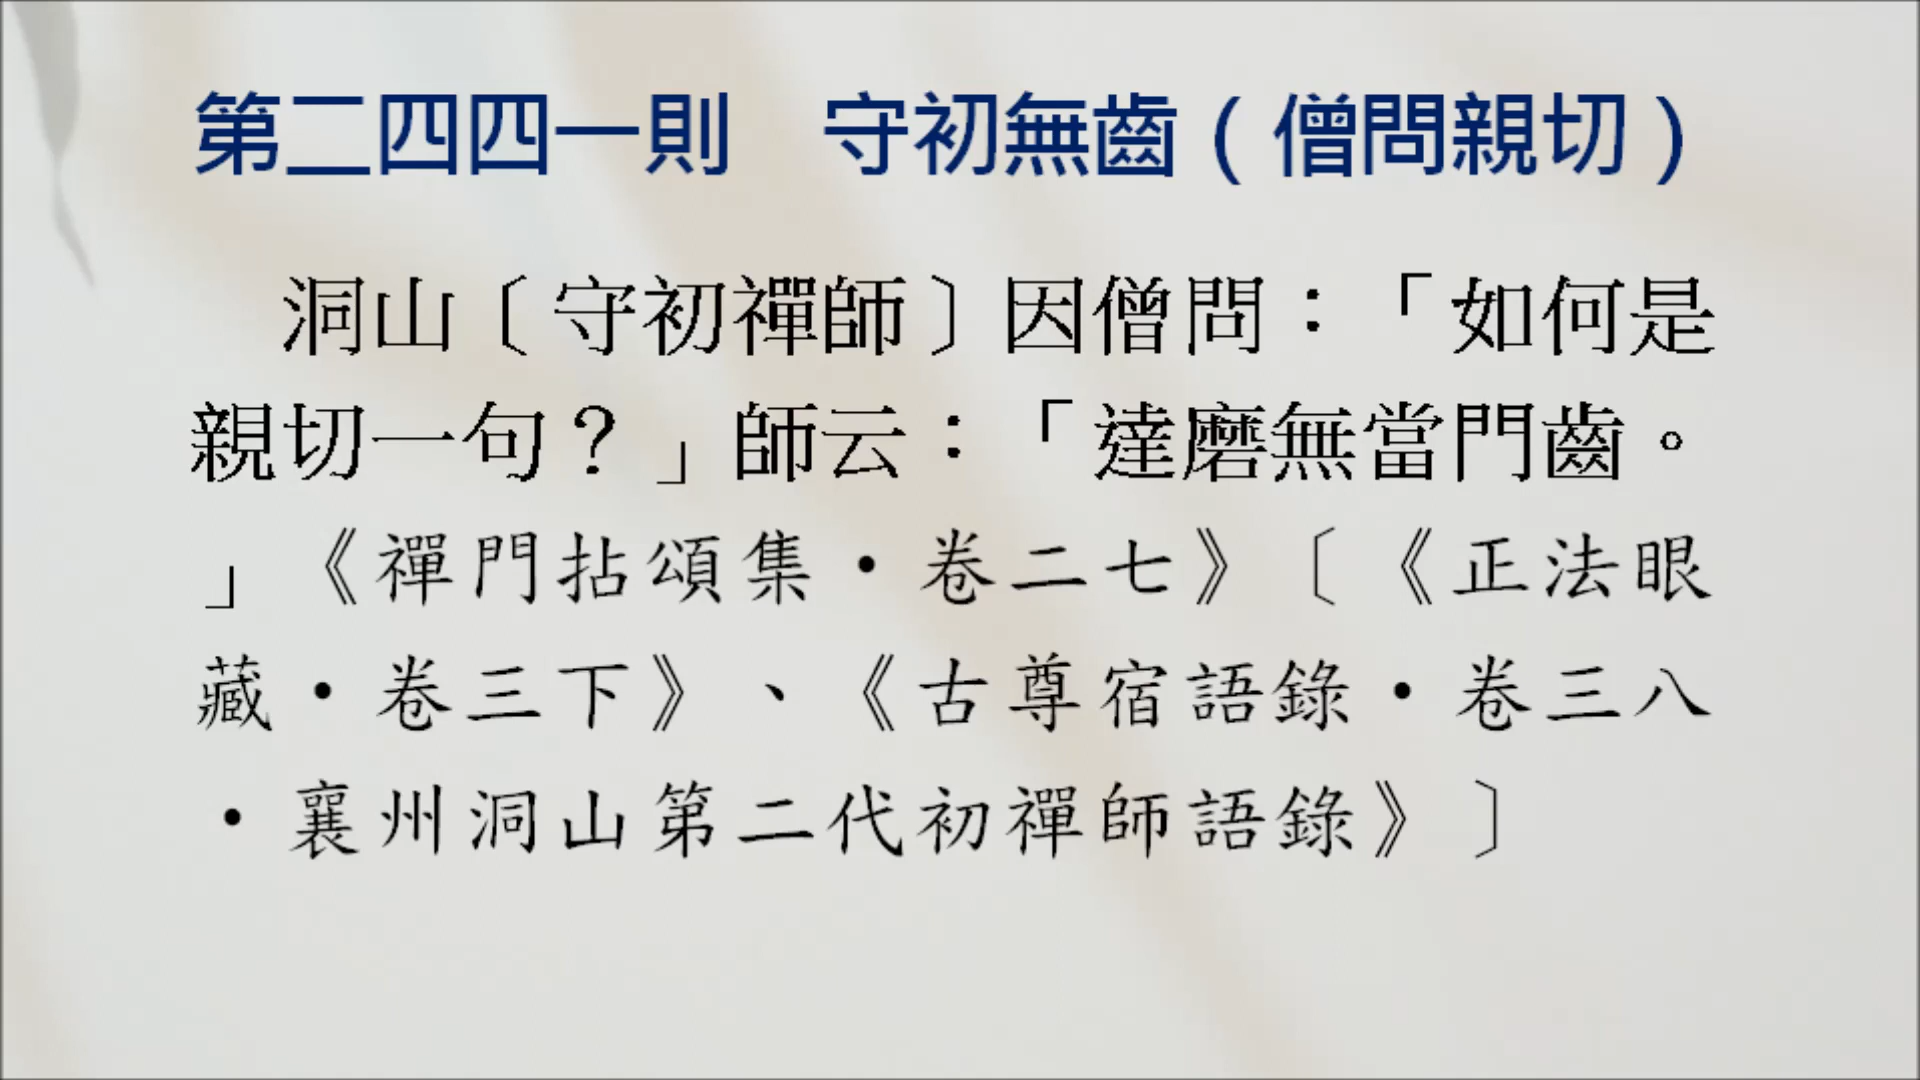 第二四四一則　守初無齒（僧問親切）
洞山〔守初禪師〕因僧問：「如何是
親切一句？」師云：「達磨無當門齒。
」《禪門拈頌集・卷二七》〔《正法眼
藏・卷三下》、《古尊宿語錄・卷三八
・襄州洞山第二代初禪師語錄》〕